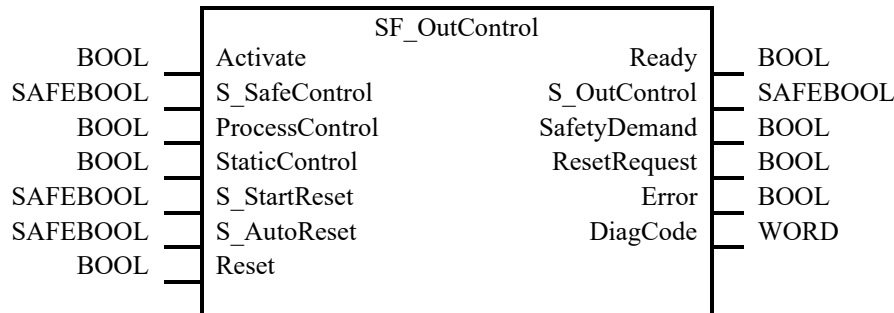 SF_OutControl
BOOL Activate Ready BOOL
SAFEBOOL S_SafeControl S_OutControl SAFEBOOL
BOOL ProcessControl SafetyDemand BOOL
BOOL StaticControl ResetRequest BOOL
SAFEBOOL S_StartReset Error BOOL
SAFEBOOL S_AutoReset DiagCode WORD
BOOL Reset